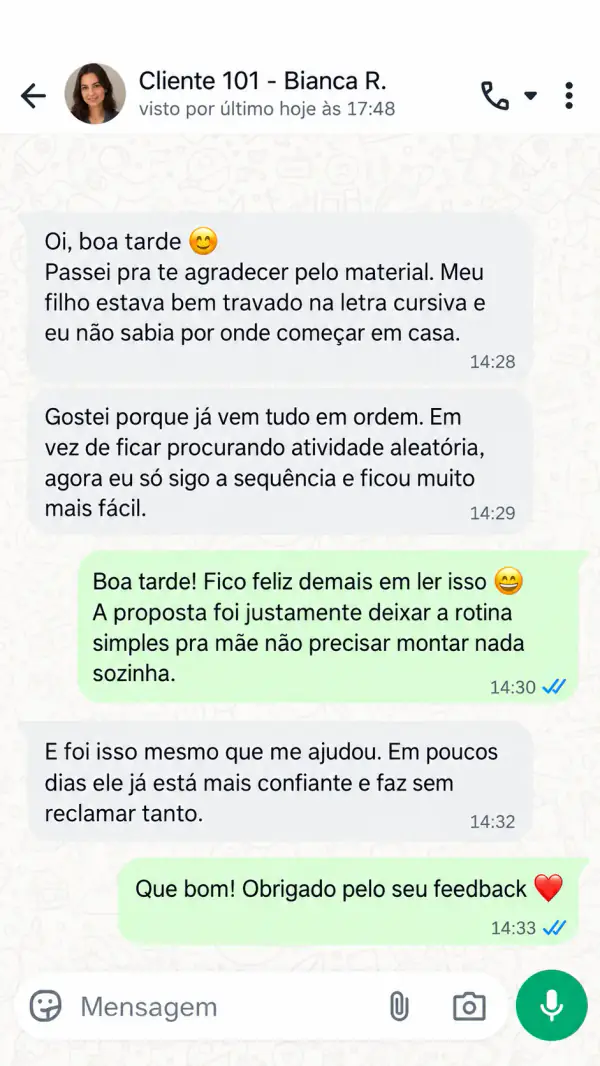 Cliente 101 - Bianca R.
visto por último hoje às 17:48
Oi, boa tarde 😊
Passei pra te agradecer pelo material. Meu
filho estava bem travado na letra cursiva e
eu não sabia por onde começar em casa.
14:28
Gostei porque já vem tudo em ordem. Em
vez de ficar procurando atividade aleatória,
agora eu só sigo a sequência e ficou muito
mais fácil.
14:29
Boa tarde! Fico feliz demais em ler isso 😄
A proposta foi justamente deixar a rotina
simples pra mãe não precisar montar nada
sozinha.
14:30
E foi isso mesmo que me ajudou. Em poucos
dias ele já está mais confiante e faz sem
reclamar tanto.
14:32
Que bom! Obrigado pelo seu feedback ❤️
14:33
Mensagem